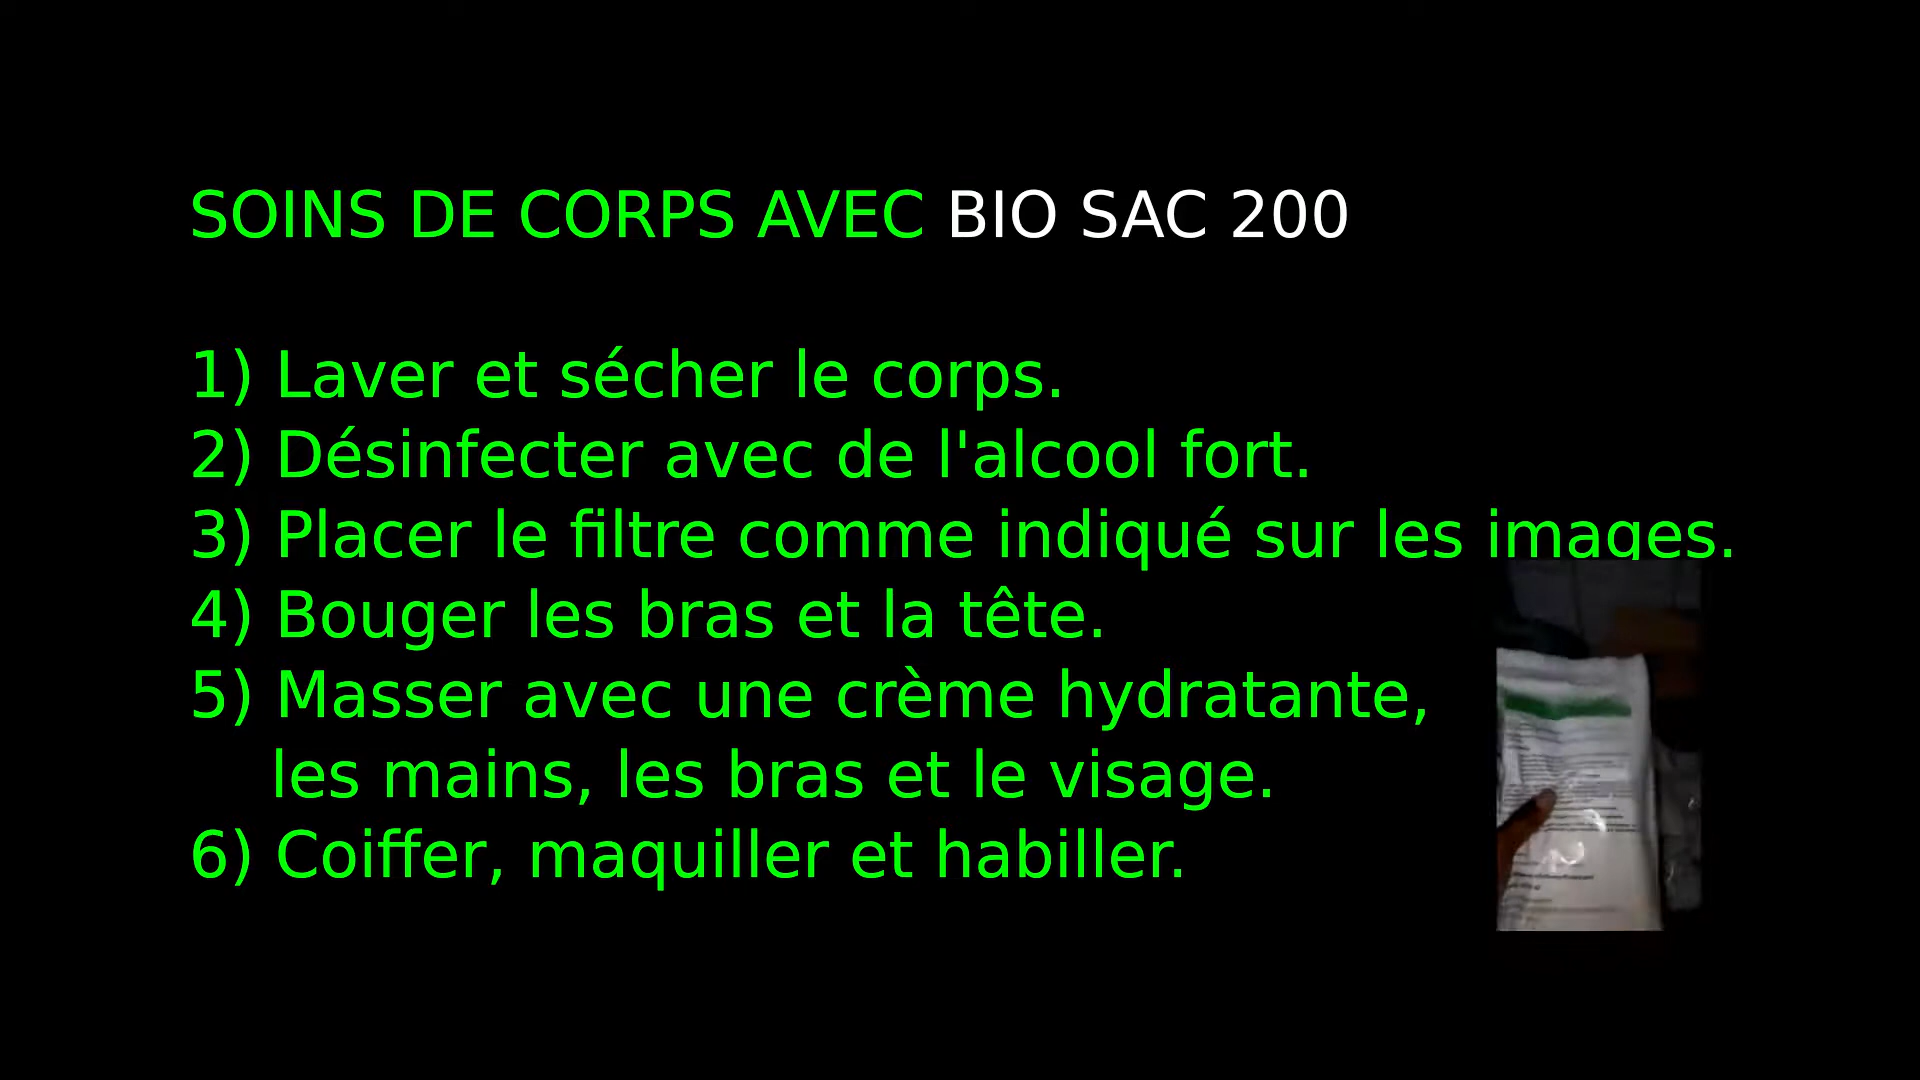 SOINS DE CORPS AVEC BIO SAC 200
1) Laver et sécher le corps.
2) Désinfecter avec de l'alcool fort.
3) Placer le filtre comme indiqué sur les images.
4) Bouger les bras et la tête.
5) Masser avec une crème hydratante,
les mains, les bras et le visage.
6) Coiffer, maquiller et habiller.